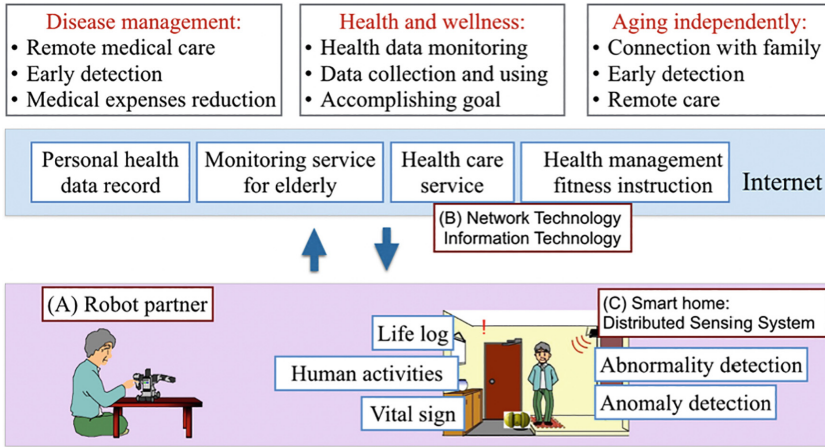 Disease management:
• Remote medical care
• Early detection
• Medical expenses reduction
Health and wellness:
• Health data monitoring
• Data collection and using
• Accomplishing goal
Aging independently:
• Connection with family
• Early detection
• Remote care
Personal health
data record
Monitoring service
for elderly
Health care
service
Health management
fitness instruction
Internet
(B) Network Technology
Information Technology
(A) Robot partner
Life log
Human activities
Vital sign
!
(C) Smart home:
Distributed Sensing System
Abnormality detection
Anomaly detection